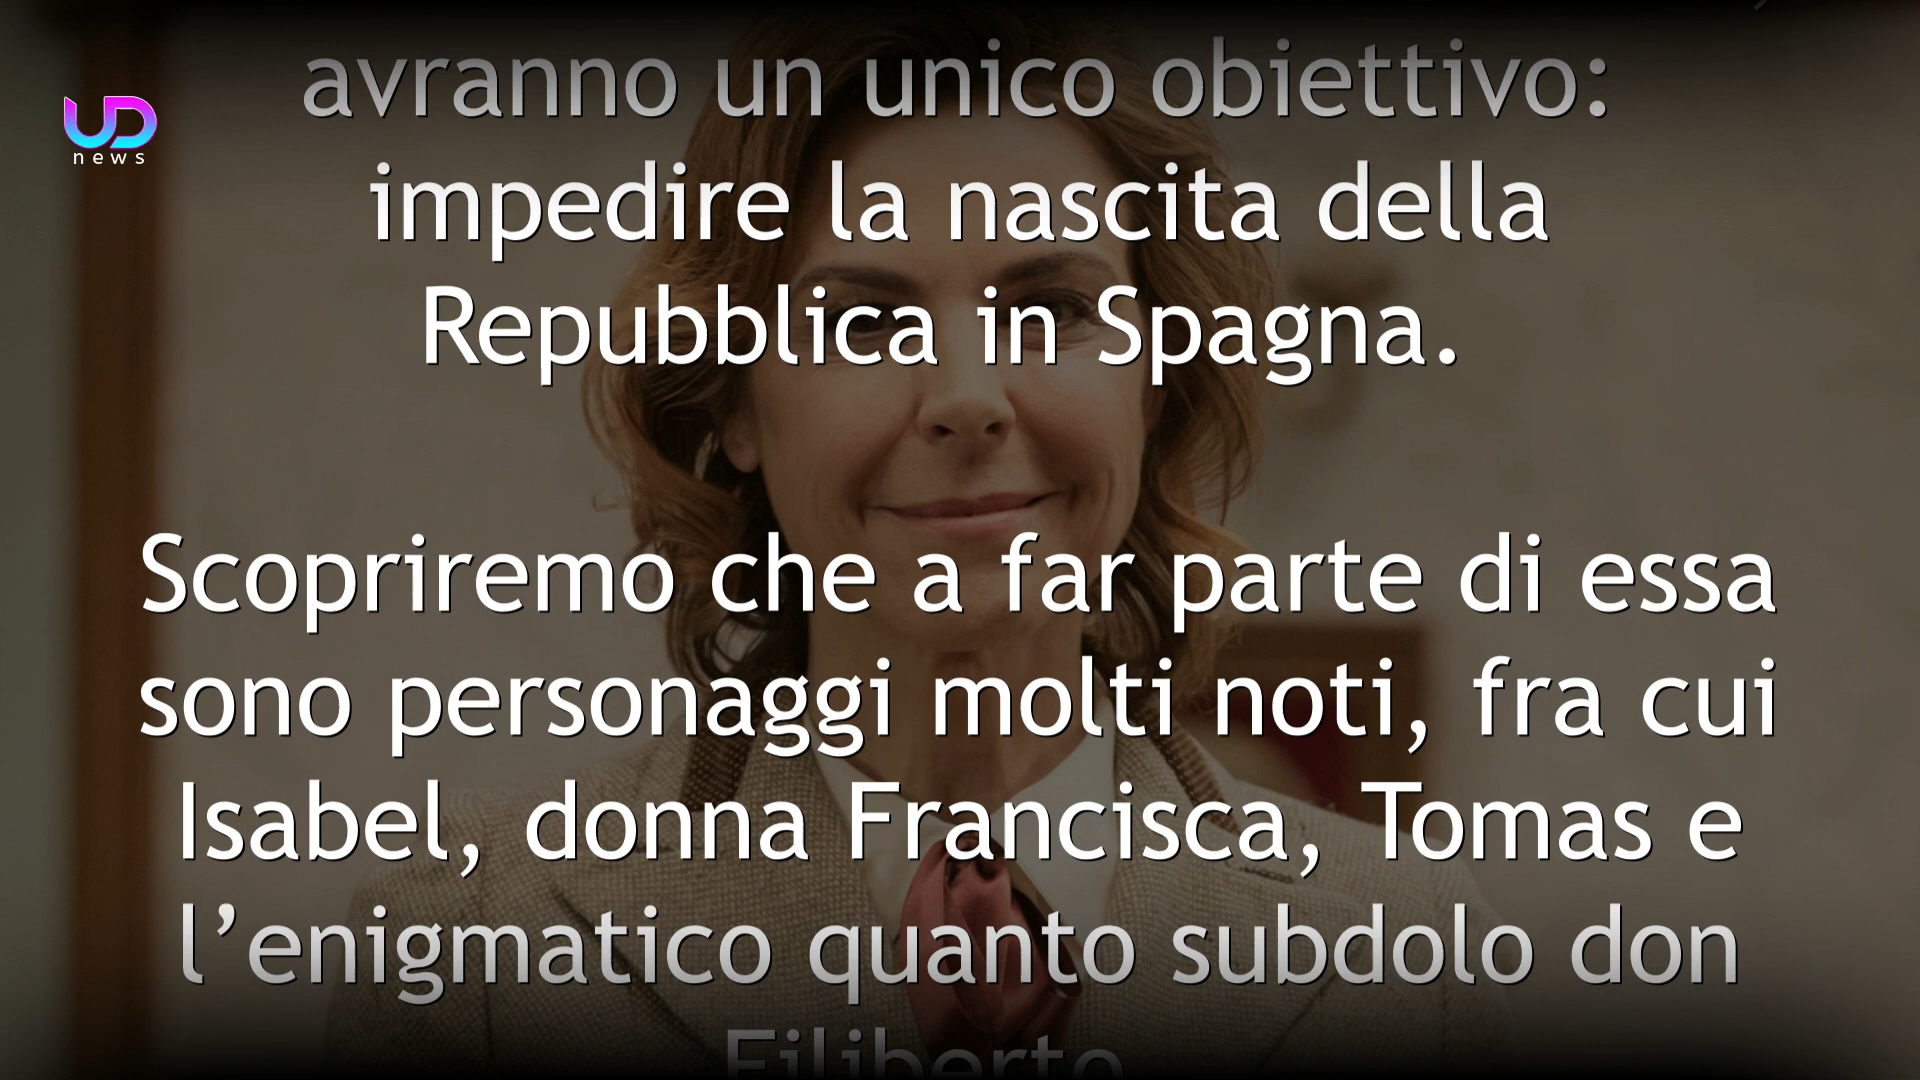 avranno un unico obiettivo:
UD
news
impedire la nascita della
Repubblica in Spagna.
Scopriremo che a far parte di essa
sono personaggi molti noti, fra cui
Isabel, donna Francisca, Tomas e
l’enigmatico quanto subdolo don
Filiberto